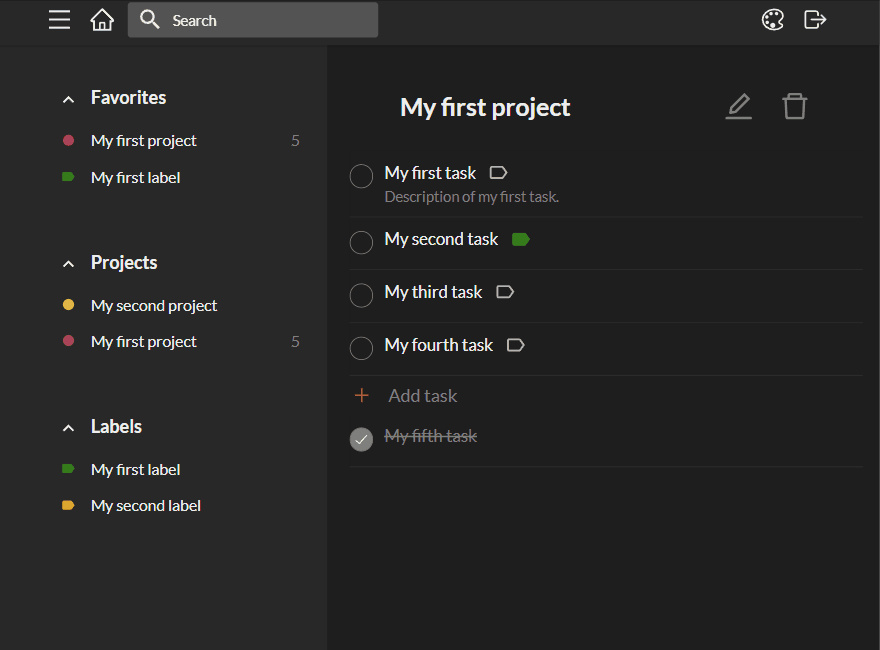 Search
Favorites
My first project 5
My first label
Projects
My second project
My first project 5
Labels
My first label
My second label
My first project
My first task
Description of my first task.
My second task
My third task
My fourth task
+ Add task
My fifth task